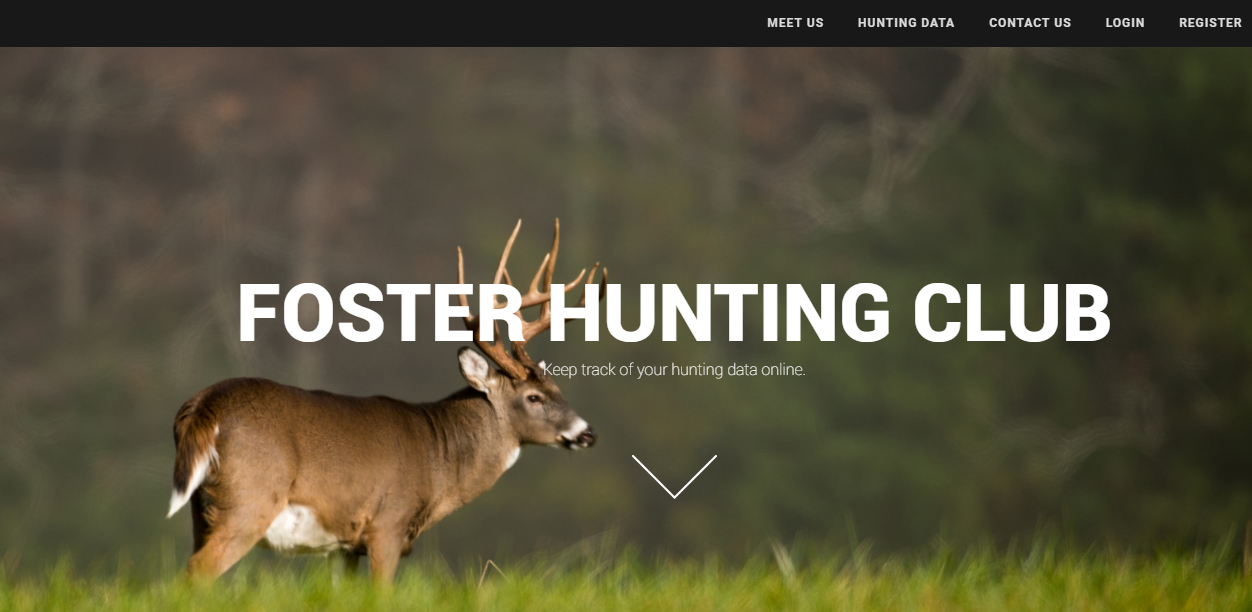 MEET US HUNTING DATA CONTACT US LOGIN REGISTER
FOSTER HUNTING CLUB
Keep track of your hunting data online.